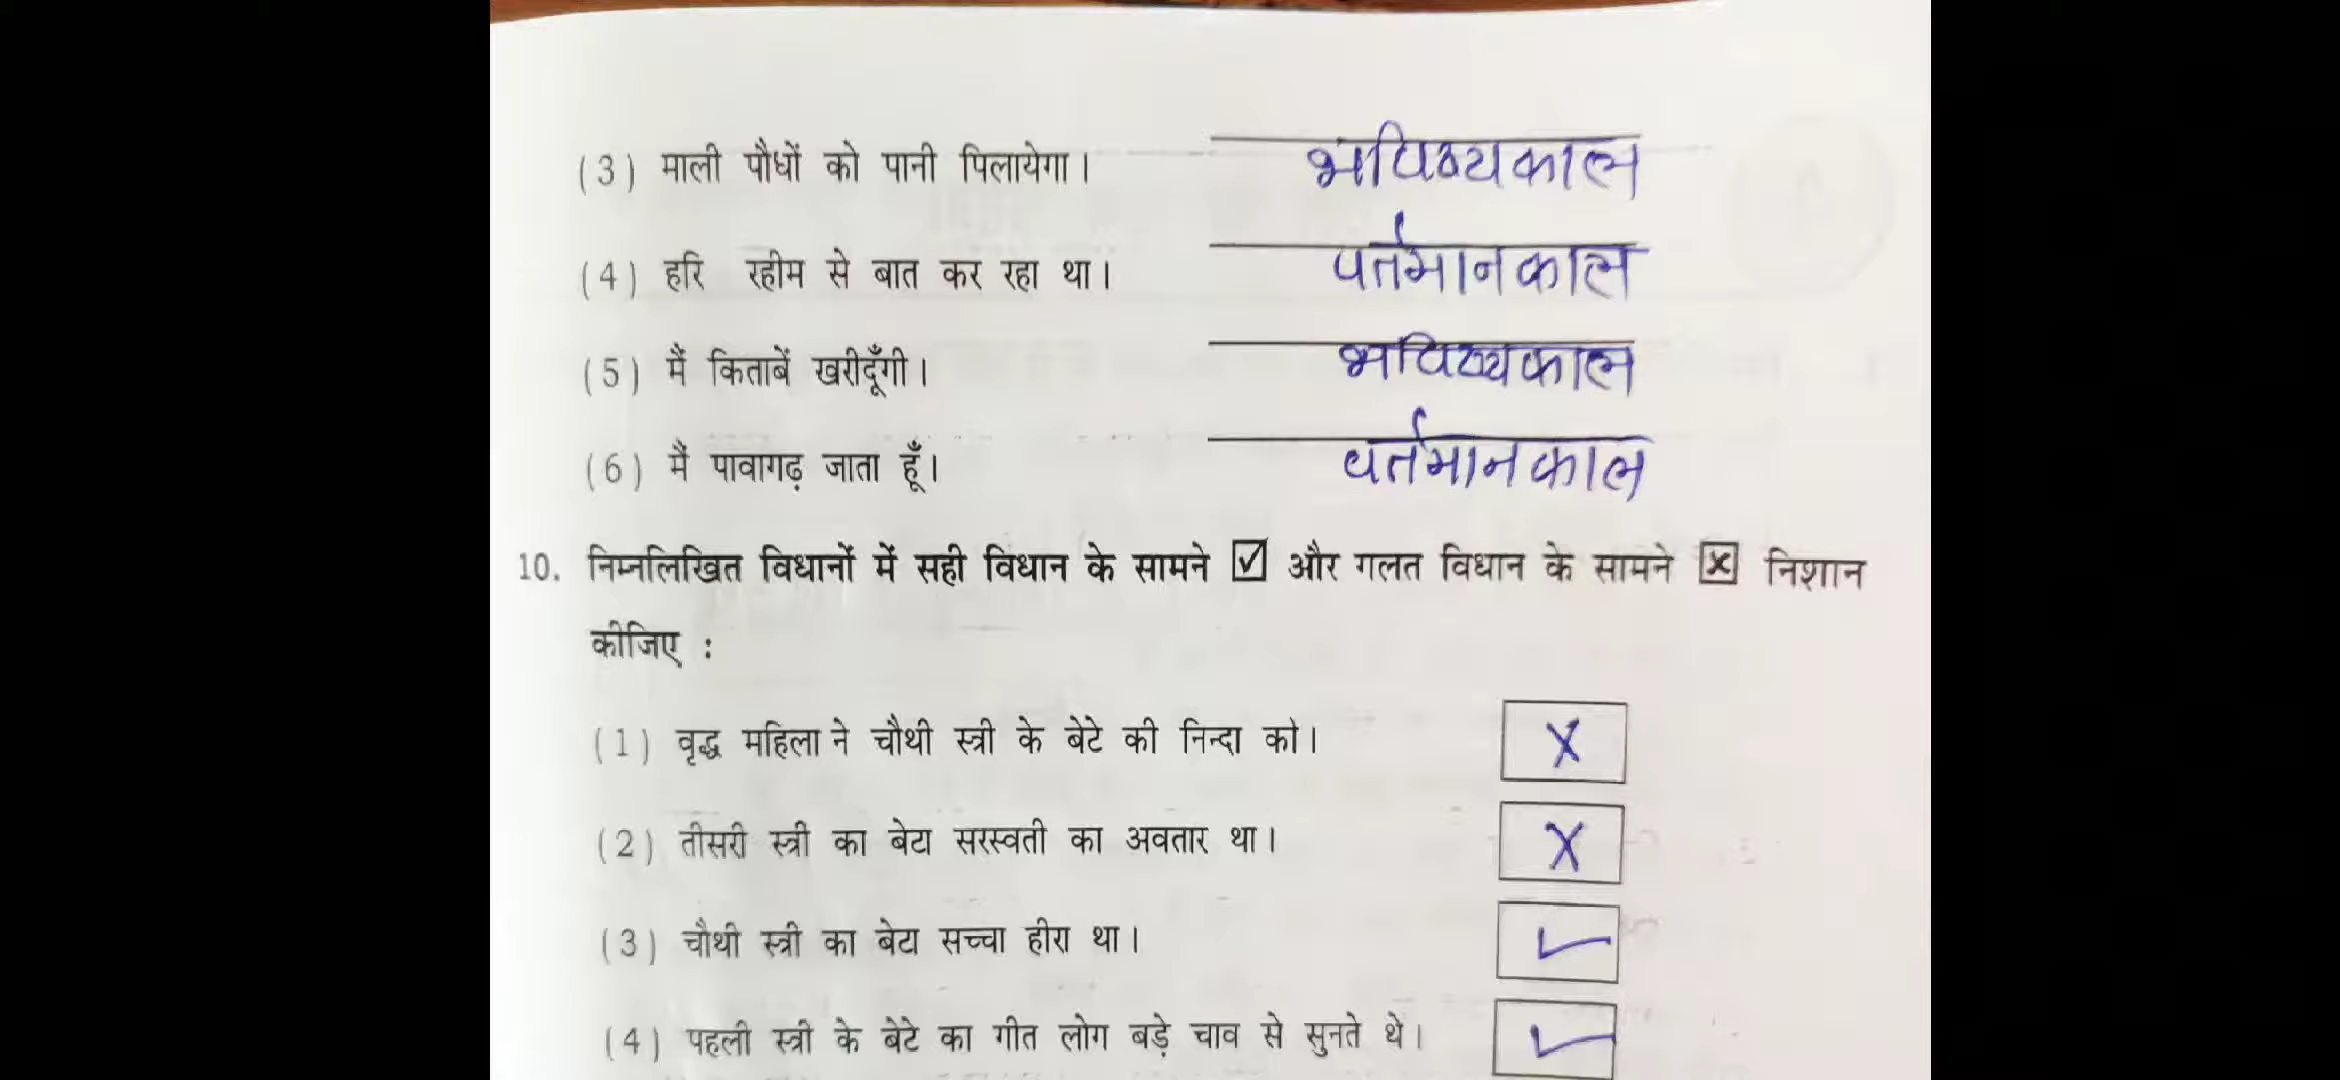 (3) माली पौधों को पानी पिलायेगा। भविष्यकाल
(4) हरि रहीम से बात कर रहा था। वर्तमानकाल
(5) मैं किताबें खरीदूँगी। भविष्यकाल
(6) मैं पावागढ़ जाता हूँ। वर्तमानकाल
10. निम्नलिखित विधानों में सही विधान के सामने ✓ और गलत विधान के सामने × निशान
कीजिए :
(1) वृद्ध महिला ने चौथी स्त्री के बेटे की निन्दा की। ×
(2) तीसरी स्त्री का बेटा सरस्वती का अवतार था। ×
(3) चौथी स्त्री का बेटा सच्चा हीरा था। ✓
(4) पहली स्त्री के बेटे का गीत लोग बड़े चाव से सुनते थे। ✓